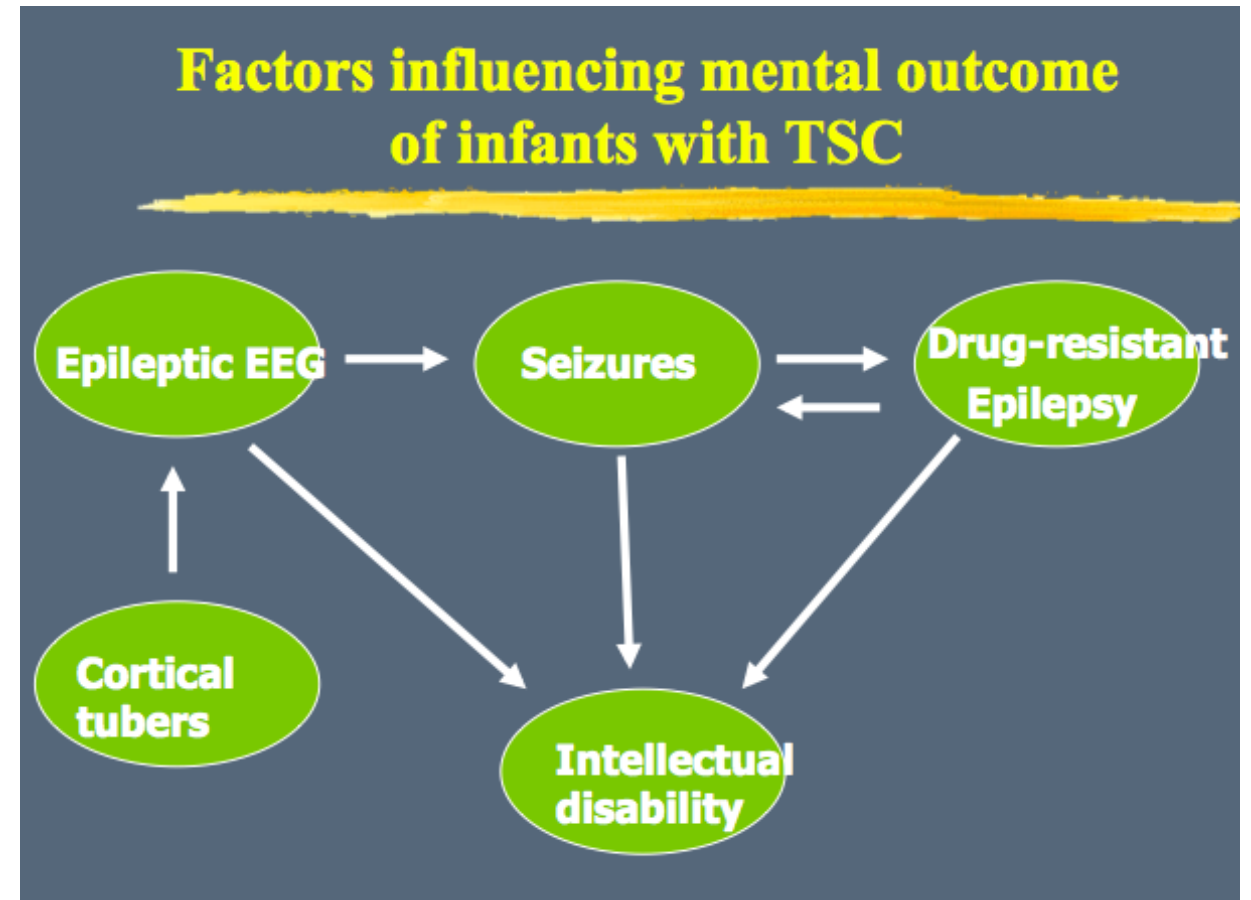 Factors influencing mental outcome
of infants with TSC
Epileptic EEG
Seizures
Drug-resistant
Epilepsy
Cortical
tubers
Intellectual
disability